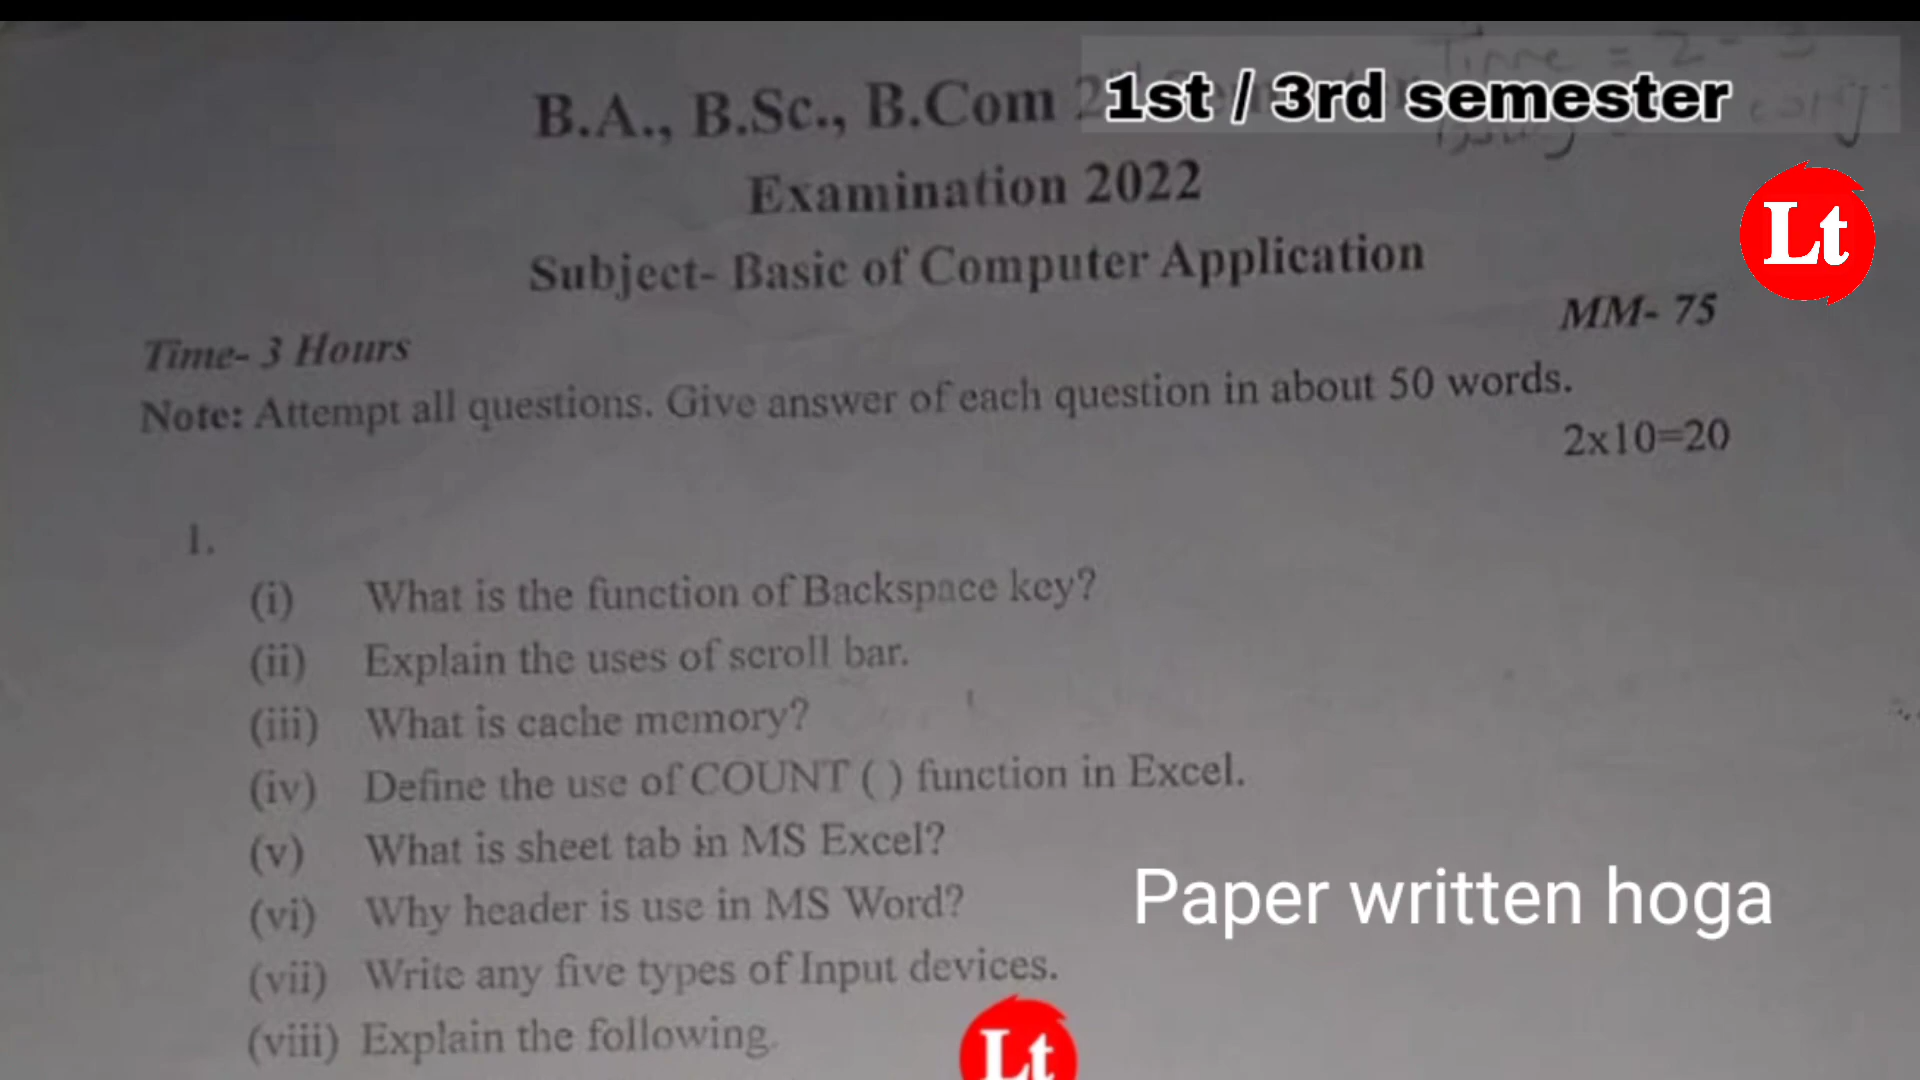 B.A., B.Sc., B.Com 1st / 3rd semester
Examination 2022
Subject- Basic of Computer Application
MM- 75
Time- 3 Hours
Note: Attempt all questions. Give answer of each question in about 50 words.
2x10=20
1.
(i) What is the function of Backspace key?
(ii) Explain the uses of scroll bar.
(iii) What is cache memory?
(iv) Define the use of COUNT ( ) function in Excel.
(v) What is sheet tab in MS Excel?
(vi) Why header is use in MS Word?
(vii) Write any five types of Input devices.
(viii) Explain the following.
Paper written hoga
Lt
Lt